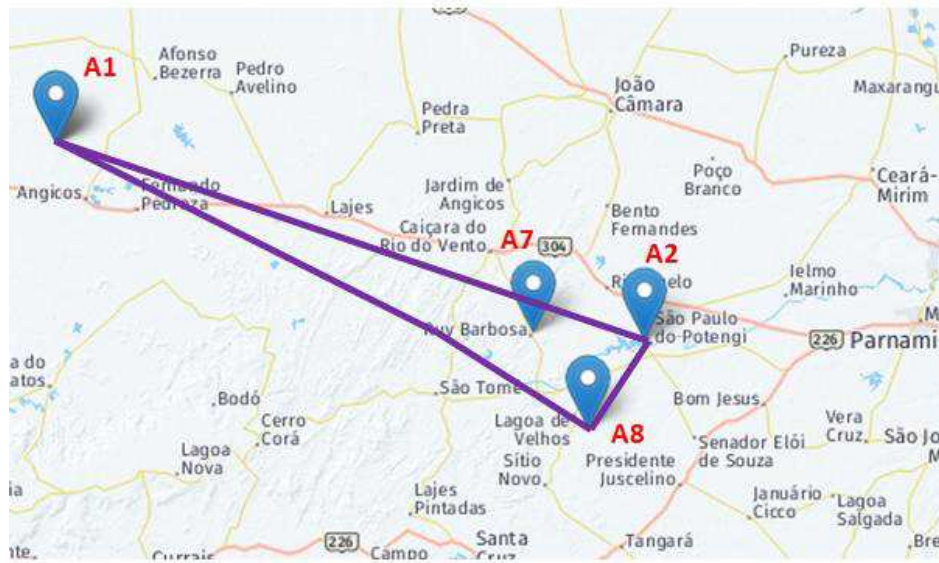 Afonso
Bezerra
A1
Pedro
Avelino
Pureza
João
Câmara
Maxarangu
Pedra
Preta
Angicos
Fernando
Pedroza
Lajes
Jardim de
Angicos
Poço
Branco
Ceará-
Mirim
Caiçara do
Rio do Vento
A7
304
Bento
Fernandes
A2
Ielmo
Marinho
Ruy Barbosa
São Paulo
do Potengi
226
Parnami
a do
atos
São Tomé
Bodó
Cerro
Corá
Lagoa de
Velhos
A8
Bom Jesus
Vera
Cruz
São Jo
Lagoa
Nova
Sítio
Novo
Presidente
Juscelino
Senador Elói
de Souza
Lajes
Pintadas
Januário
Cicco
Lagoa
Salgada
226
Santa
Cruz
Tangará
Campo
Currais
Bre